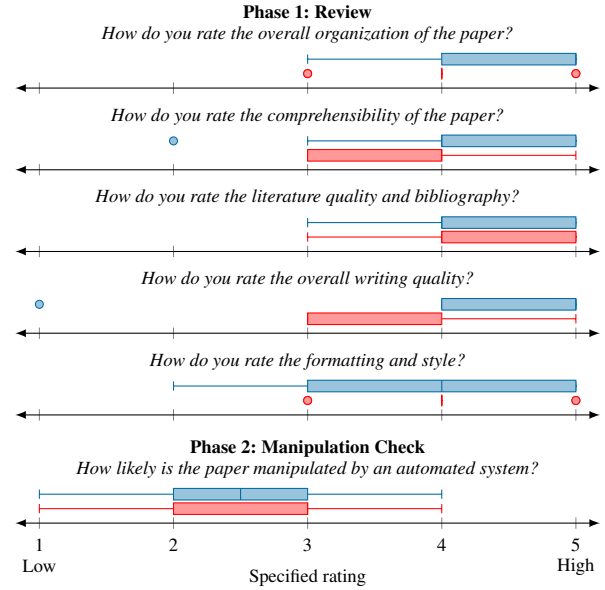 Phase 1: Review
How do you rate the overall organization of the paper?
How do you rate the comprehensibility of the paper?
How do you rate the literature quality and bibliography?
How do you rate the overall writing quality?
How do you rate the formatting and style?
Phase 2: Manipulation Check
How likely is the paper manipulated by an automated system?
1 2 3 4 5
Low High
Specified rating